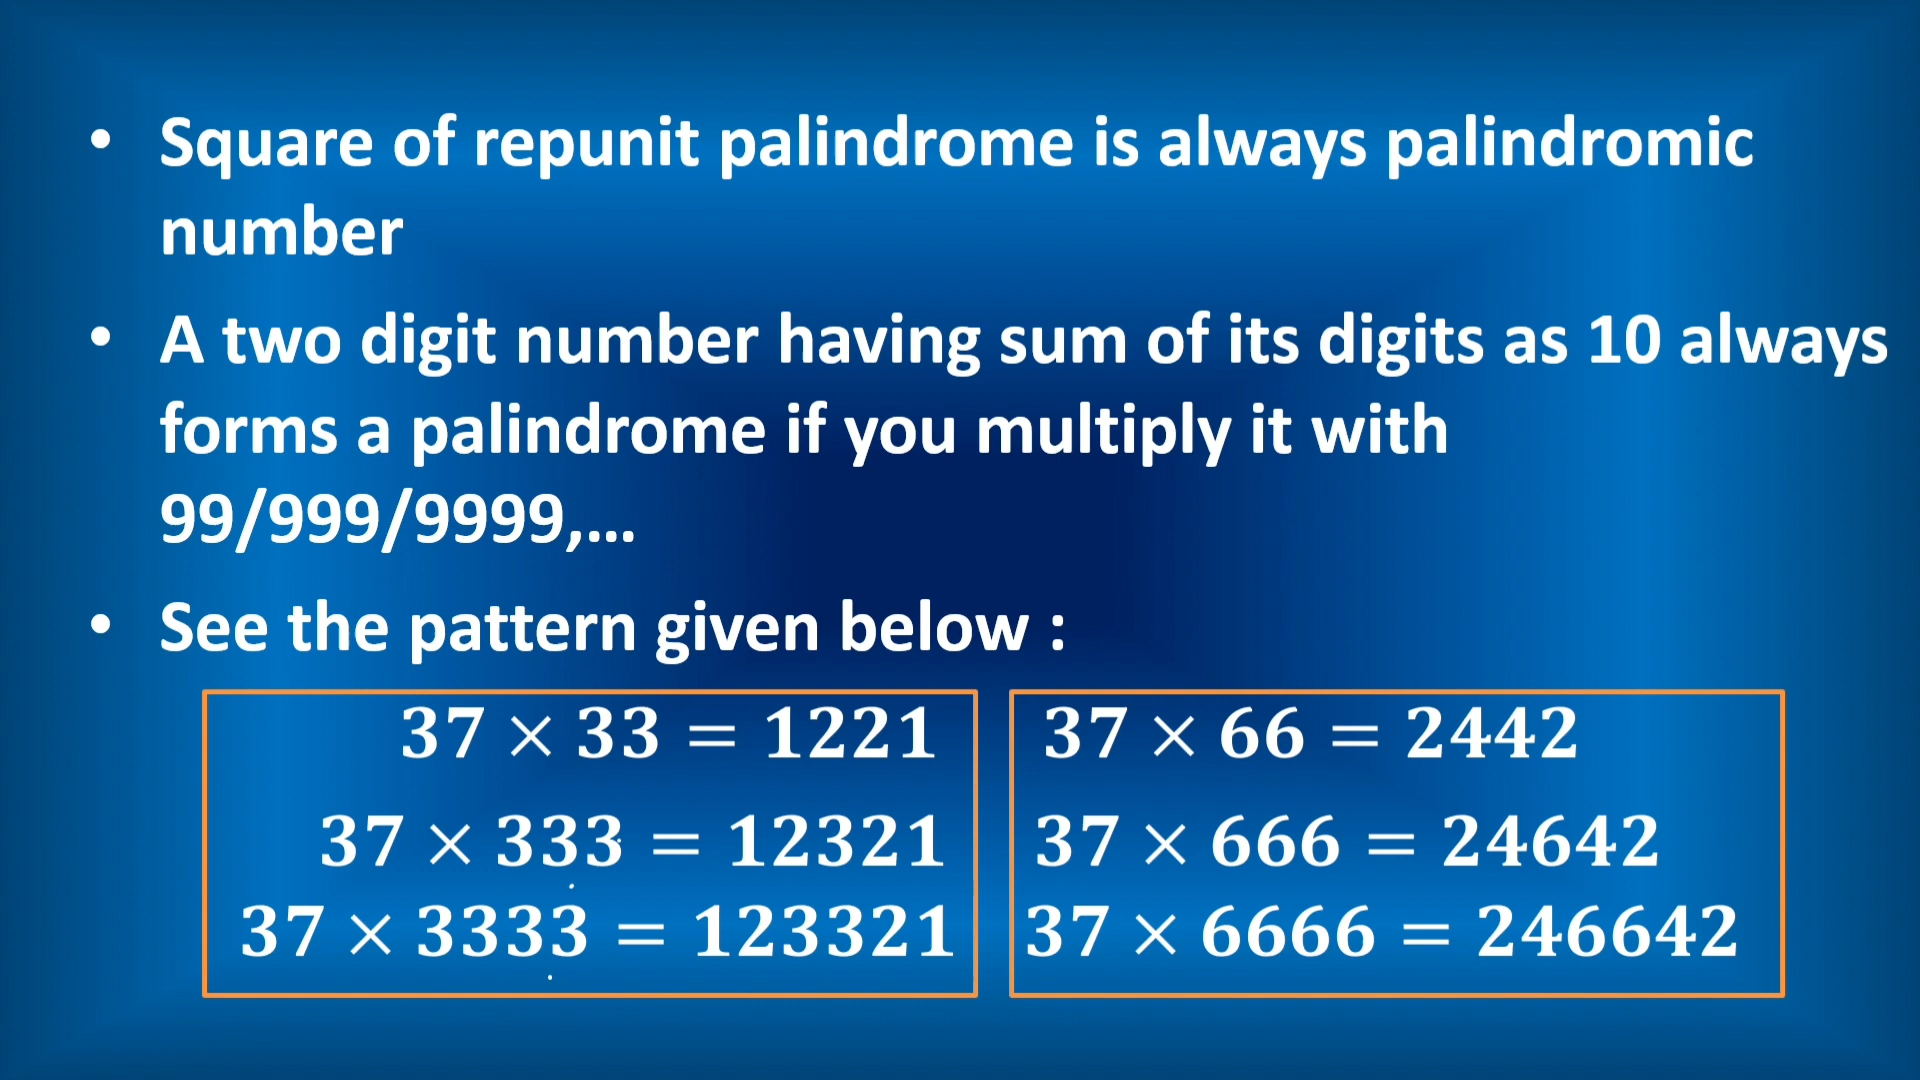 • Square of repunit palindrome is always palindromic
number
• A two digit number having sum of its digits as 10 always
forms a palindrome if you multiply it with
99/999/9999,...
• See the pattern given below :
37 × 33 = 1221
37 × 333 = 12321
37 × 3333 = 123321
37 × 66 = 2442
37 × 666 = 24642
37 × 6666 = 246642